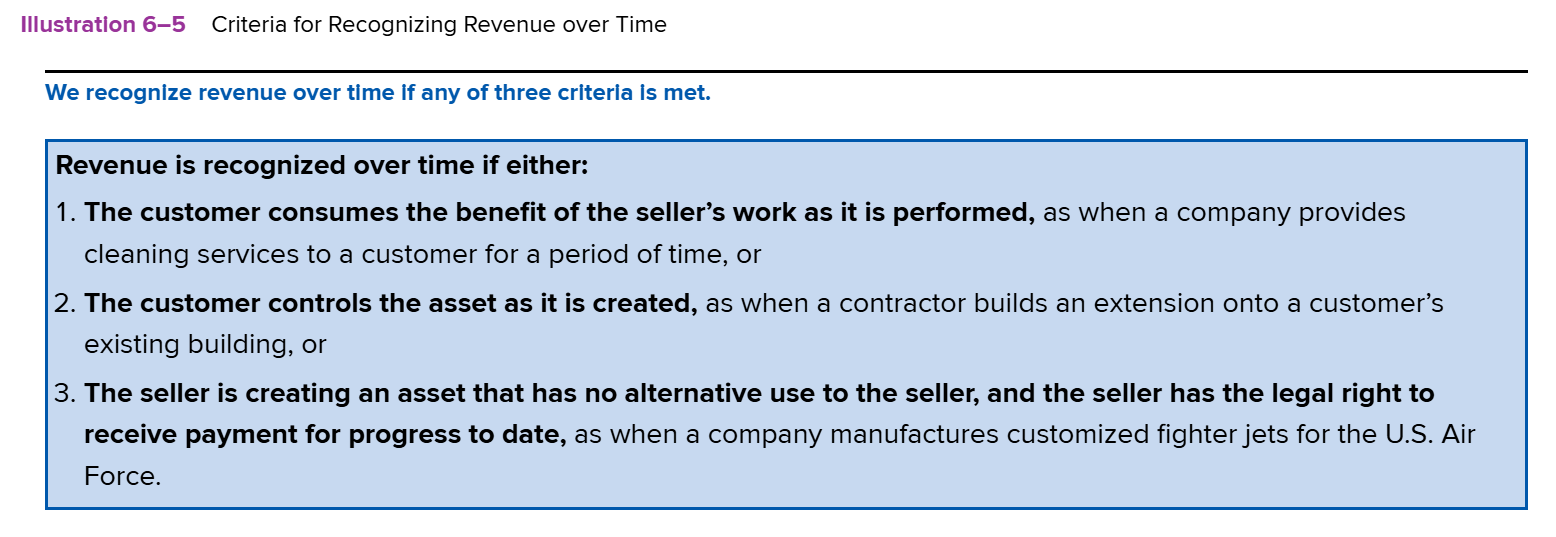 Illustration 6–5 Criteria for Recognizing Revenue over Time
We recognize revenue over time if any of three criteria is met.
Revenue is recognized over time if either:
1. The customer consumes the benefit of the seller’s work as it is performed, as when a company provides
cleaning services to a customer for a period of time, or
2. The customer controls the asset as it is created, as when a contractor builds an extension onto a customer’s
existing building, or
3. The seller is creating an asset that has no alternative use to the seller, and the seller has the legal right to
receive payment for progress to date, as when a company manufactures customized fighter jets for the U.S. Air
Force.